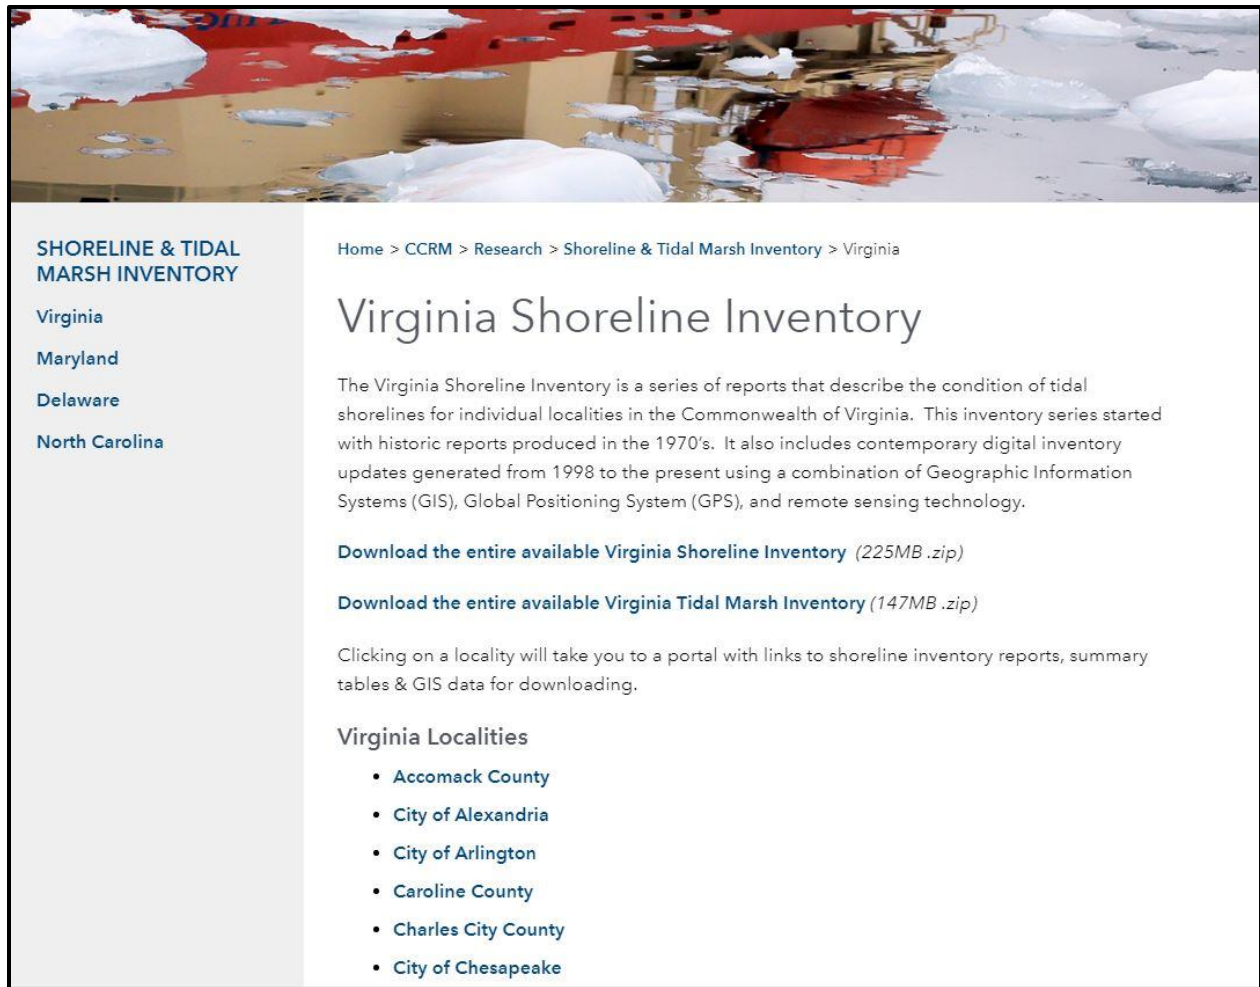 SHORELINE & TIDAL
MARSH INVENTORY
Virginia
Maryland
Delaware
North Carolina
Home > CCRM > Research > Shoreline & Tidal Marsh Inventory > Virginia
Virginia Shoreline Inventory
The Virginia Shoreline Inventory is a series of reports that describe the condition of tidal
shorelines for individual localities in the Commonwealth of Virginia.  This inventory series started
with historic reports produced in the 1970's.  It also includes contemporary digital inventory
updates generated from 1998 to the present using a combination of Geographic Information
Systems (GIS), Global Positioning System (GPS), and remote sensing technology.
Download the entire available Virginia Shoreline Inventory  (225MB .zip)
Download the entire available Virginia Tidal Marsh Inventory (147MB .zip)
Clicking on a locality will take you to a portal with links to shoreline inventory reports, summary
tables & GIS data for downloading.
Virginia Localities
• Accomack County
• City of Alexandria
• City of Arlington
• Caroline County
• Charles City County
• City of Chesapeake